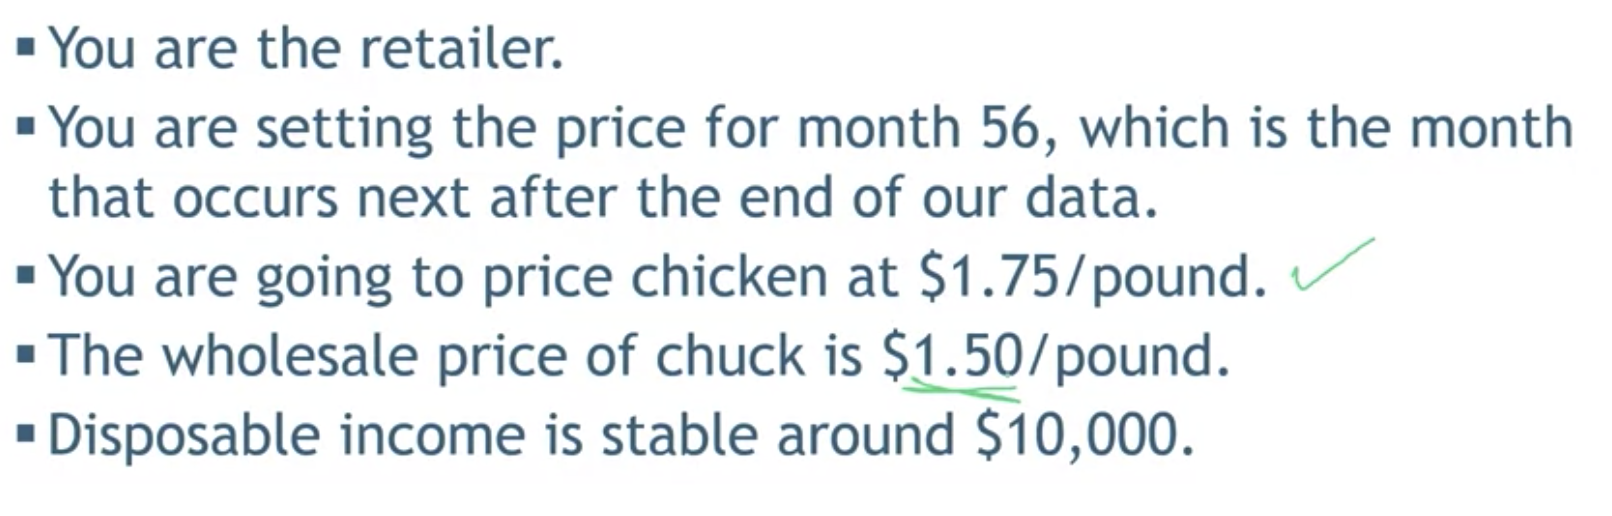 ▪ You are the retailer.
▪ You are setting the price for month 56, which is the month
that occurs next after the end of our data.
▪ You are going to price chicken at $1.75/pound.
▪ The wholesale price of chuck is $1.50/pound.
▪ Disposable income is stable around $10,000.